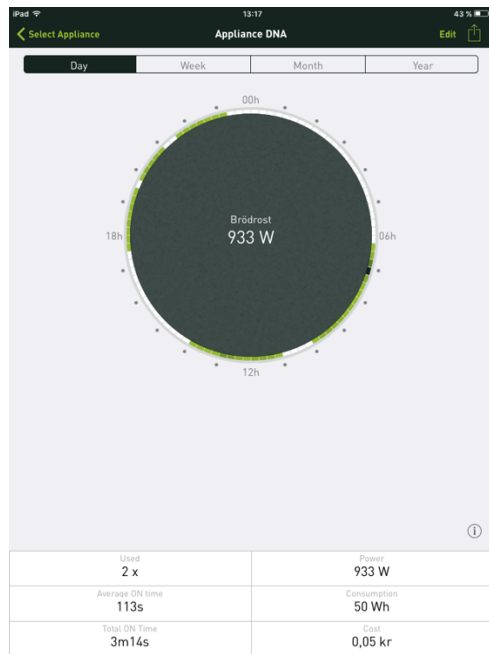 iPad 13:17 43 %
Select Appliance Appliance DNA Edit
Day Week Month Year
00h
Brödrost
933 W
18h 06h
12h
Used Power
2 x 933 W
Average ON time Consumption
113s 50 Wh
Total ON Time Cost
3m14s 0,05 kr